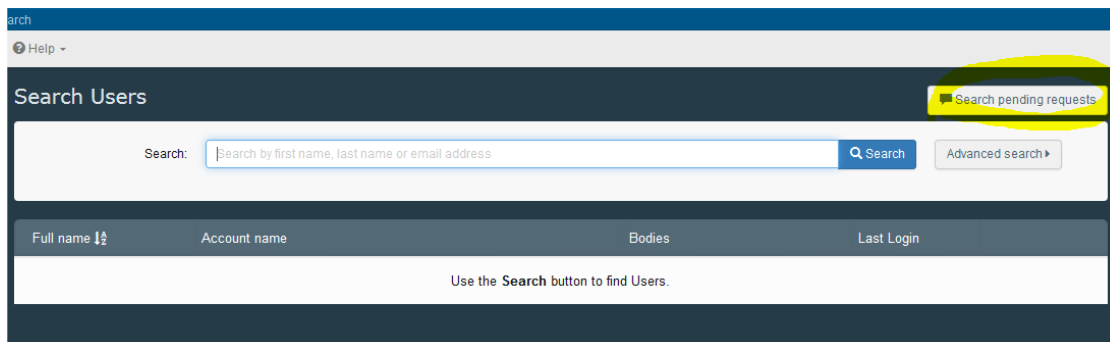 arch
Help
Search Users
Search pending requests
Search: Search by first name, last name or email address Search Advanced search
Full name Account name Bodies Last Login
Use the Search button to find Users.